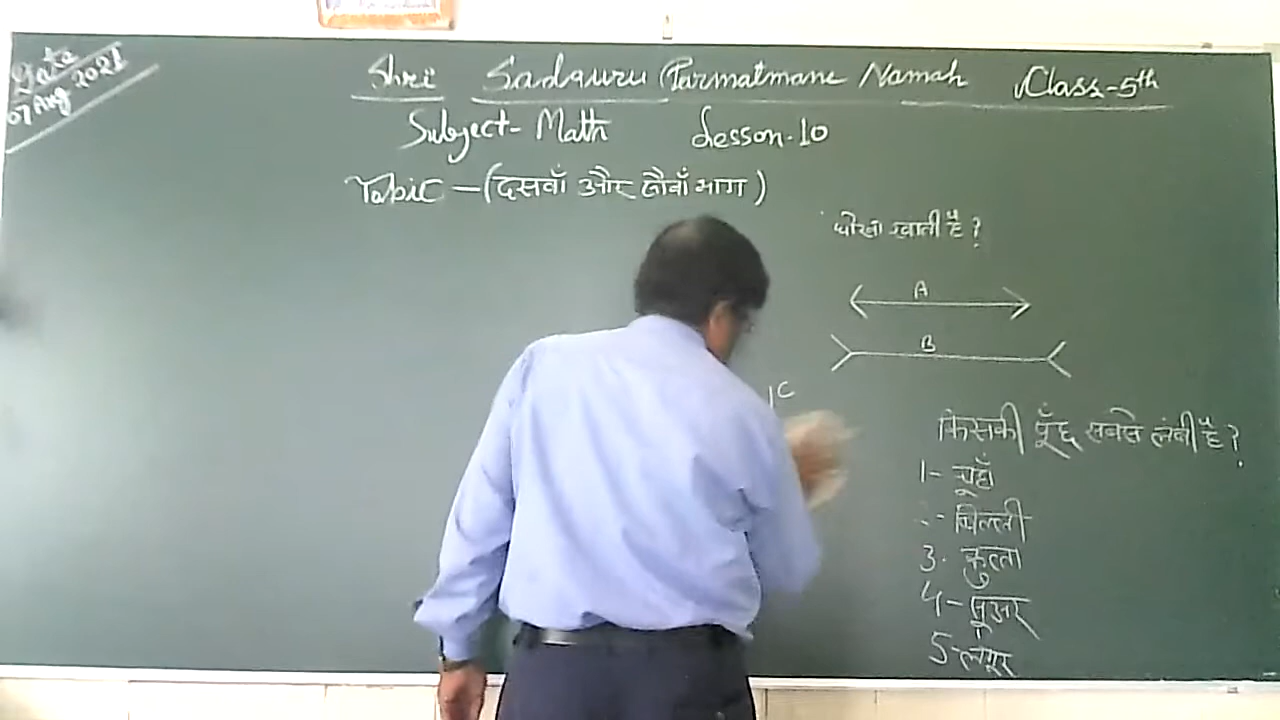 Date
07 Aug 2021
Shri Sadguru Parmatmane Namah Class-5th
Subject- Math Lesson-10
Topic-(दसवाँ और सौवाँ भाग)
धोखा खाती हैं?
A
B
C
किसकी पूँछ सबसे लंबी हैं?
1- चूहाँ
बिल्ली
3. कुत्ता
4- सूअर
5-लंगूर